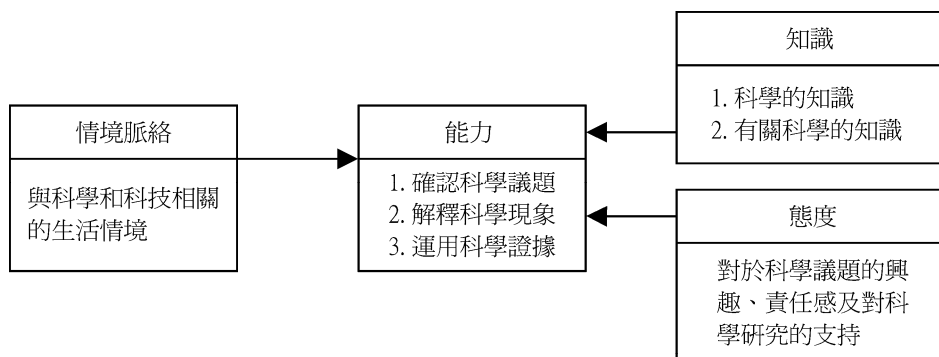 情境脈絡
與科學和科技相關
的生活情境
能力
1. 確認科學議題
2. 解釋科學現象
3. 運用科學證據
知識
1. 科學的知識
2. 有關科學的知識
態度
對於科學議題的興
趣、責任感及對科
學研究的支持